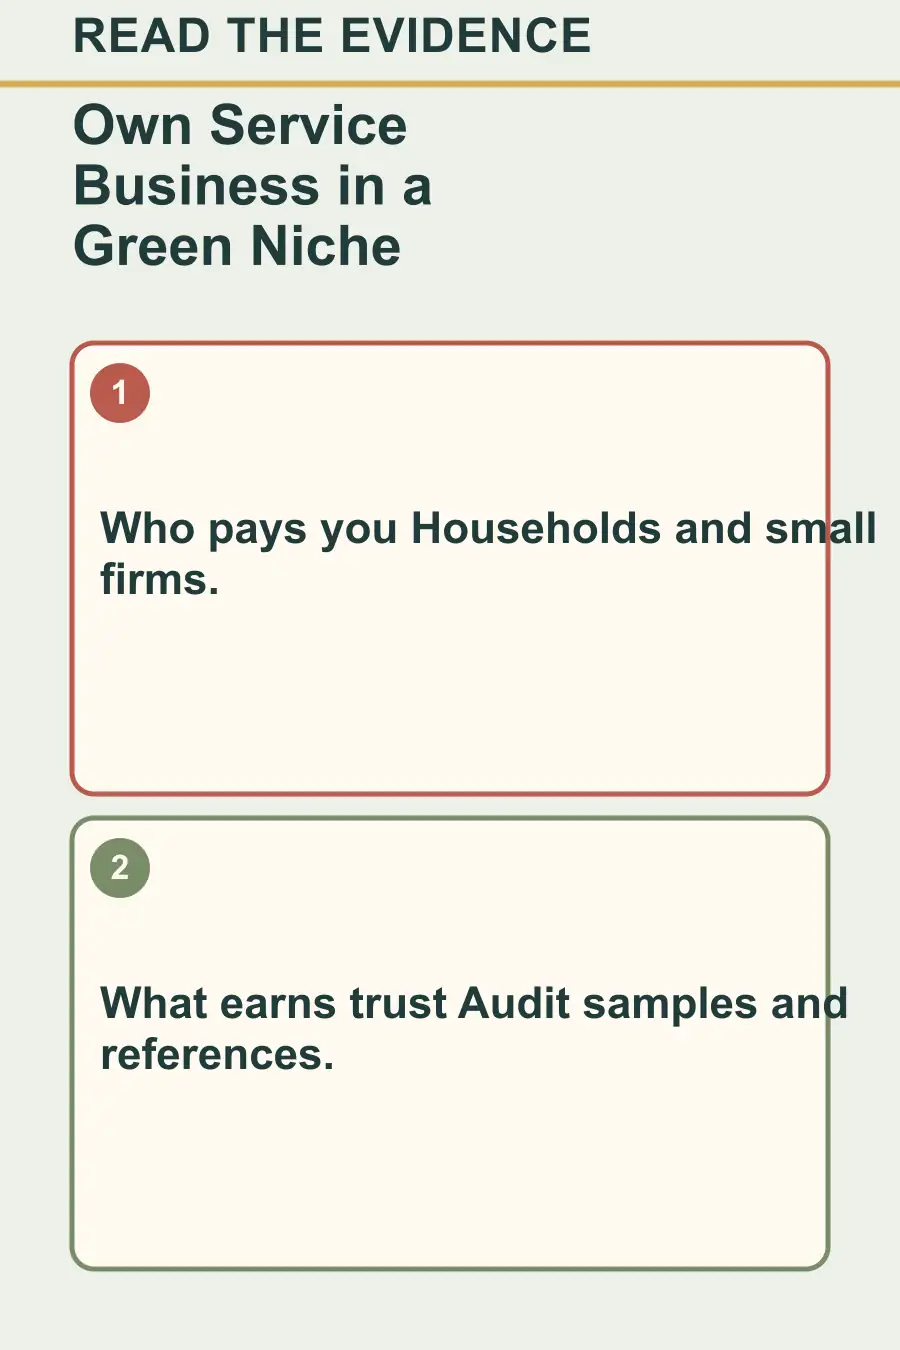 READ THE EVIDENCE
Own Service
Business in a
Green Niche
1
Who pays you Households and small
firms.
2
What earns trust Audit samples and
references.